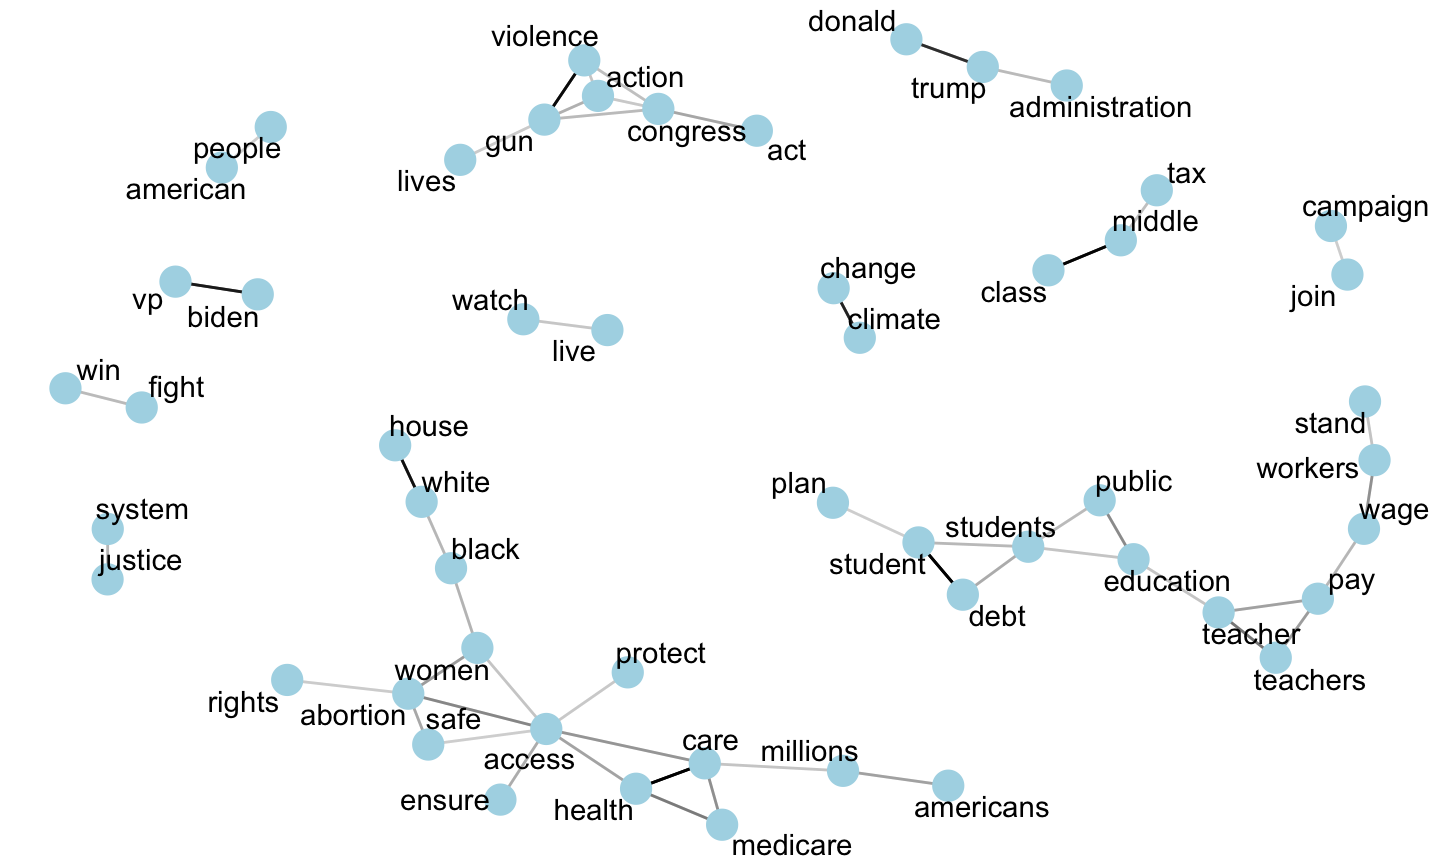 donald
violence
action
trump
administration
congress
gun
act
people
lives
american
tax
campaign
middle
change
class
join
vp
biden
watch
climate
live
win
fight
house
stand
white
workers
public
plan
wage
system
students
black
justice
student
education
pay
debt
teacher
protect
women
teachers
rights
abortion
safe
care
millions
access
ensure
health
americans
medicare